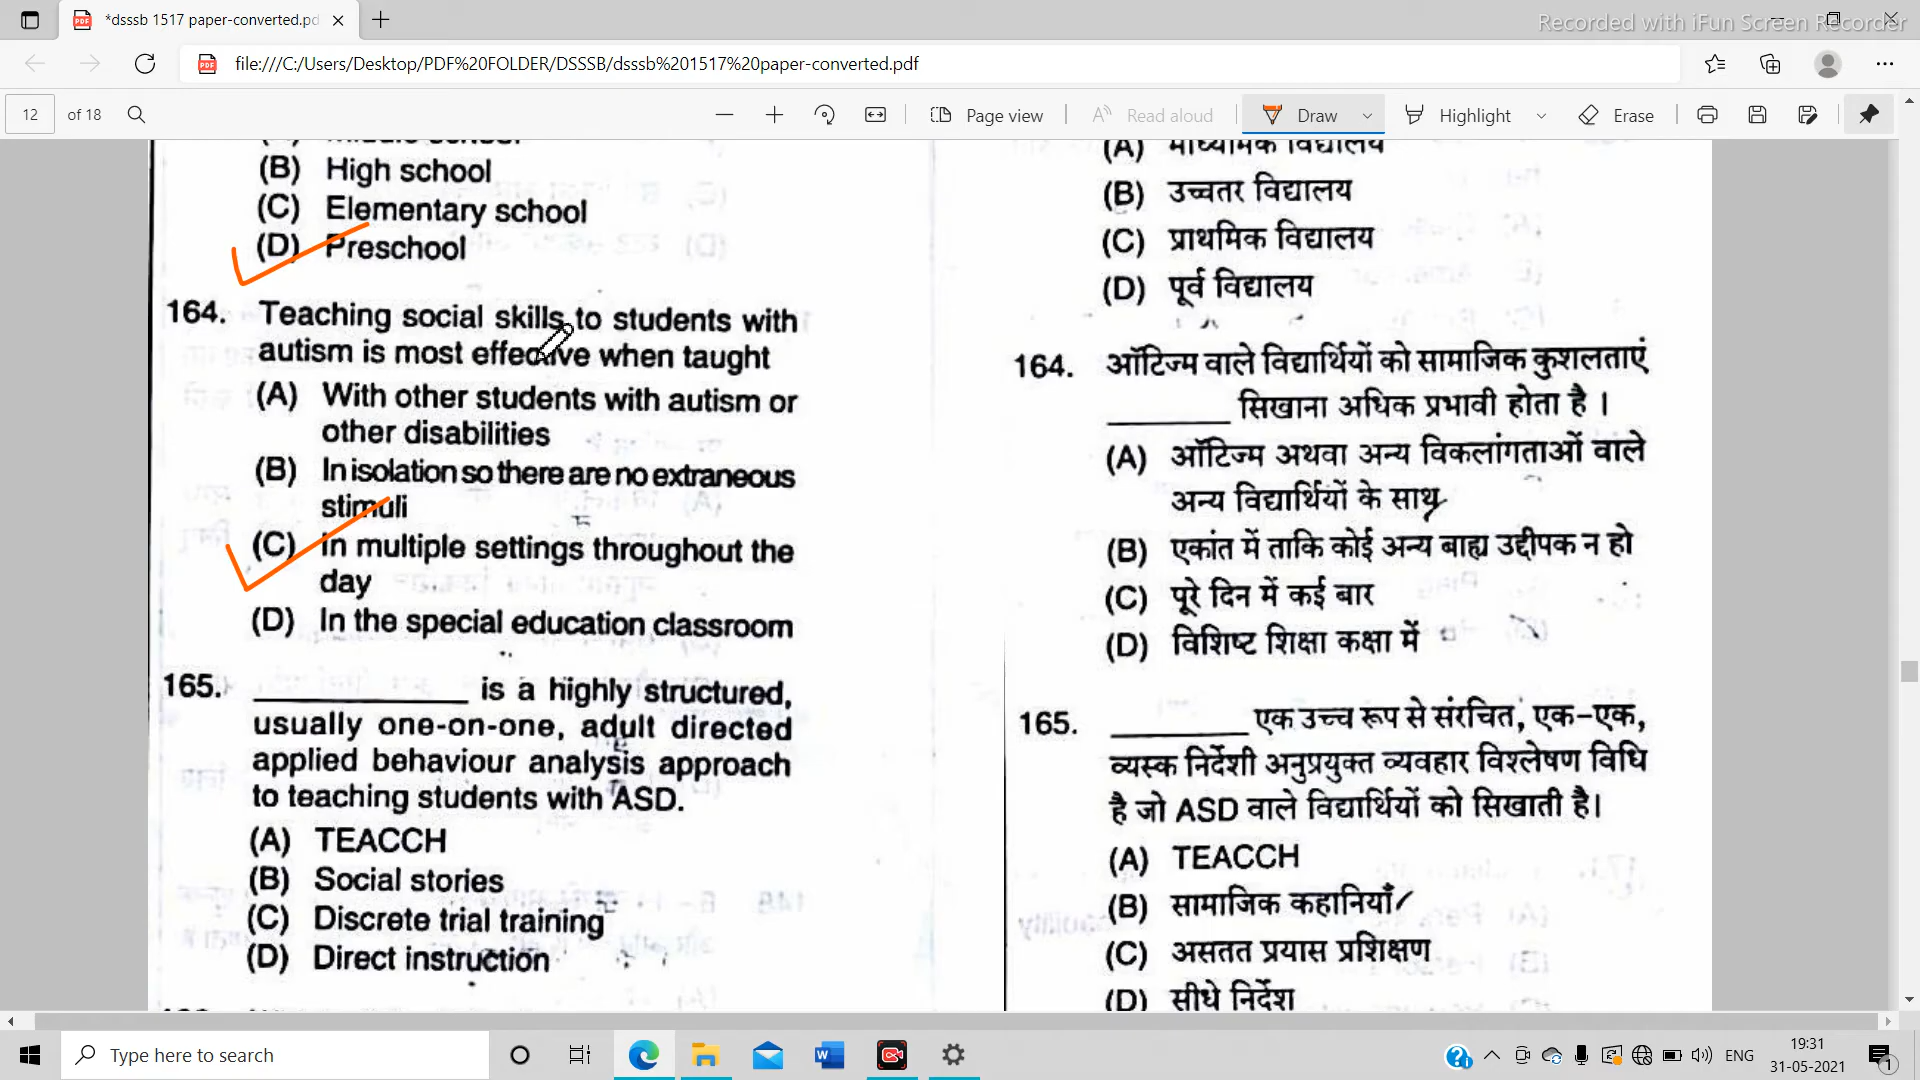 *dsssb 1517 paper-converted.pd
Recorded with iFun Screen Recorder
file:///C:/Users/Desktop/PDF%20FOLDER/DSSSB/dsssb%201517%20paper-converted.pdf
12 of 18
Page view
Read aloud
Draw
Highlight
Erase
(B) High school
(C) Elementary school
(D) Preschool
164. Teaching social skills to students with
autism is most effective when taught
(A) With other students with autism or
other disabilities
(B) In isolation so there are no extraneous
stimuli
(C) In multiple settings throughout the
day
(D) In the special education classroom
165. ____________ is a highly structured,
usually one-on-one, adult directed
applied behaviour analysis approach
to teaching students with ASD.
(A) TEACCH
(B) Social stories
(C) Discrete trial training
(D) Direct instruction
(A) माध्यमिक विद्यालय
(B) उच्चतर विद्यालय
(C) प्राथमिक विद्यालय
(D) पूर्व विद्यालय
164. ऑटिज्म वाले विद्यार्थियों को सामाजिक कुशलताएं
________ सिखाना अधिक प्रभावी होता है ।
(A) ऑटिज्म अथवा अन्य विकलांगताओं वाले
अन्य विद्यार्थियों के साथ
(B) एकांत में ताकि कोई अन्य बाह्य उद्दीपक न हो
(C) पूरे दिन में कई बार
(D) विशिष्ट शिक्षा कक्षा में
165. ________ एक उच्च रूप से संरचित, एक-एक,
व्यस्क निर्देशी अनुप्रयुक्त व्यवहार विश्लेषण विधि
है जो ASD वाले विद्यार्थियों को सिखाती है।
(A) TEACCH
(B) सामाजिक कहानियाँ
(C) असतत प्रयास प्रशिक्षण
(D) सीधे निर्देश
Type here to search
ENG
19:31
31-05-2021
1